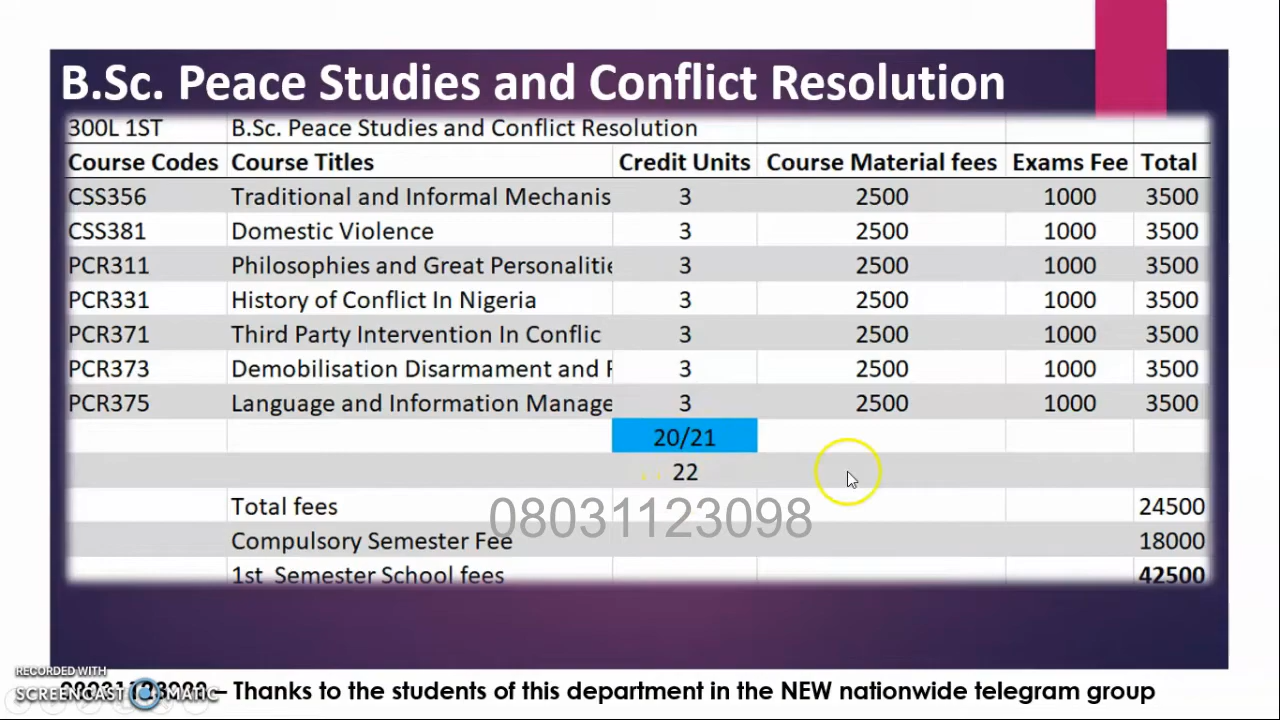 B.Sc. Peace Studies and Conflict Resolution
300L 1ST B.Sc. Peace Studies and Conflict Resolution
Course Codes Course Titles Credit Units Course Material fees Exams Fee Total
CSS356 Traditional and Informal Mechanis 3 2500 1000 3500
CSS381 Domestic Violence 3 2500 1000 3500
PCR311 Philosophies and Great Personalitie 3 2500 1000 3500
PCR331 History of Conflict In Nigeria 3 2500 1000 3500
PCR371 Third Party Intervention In Conflic 3 2500 1000 3500
PCR373 Demobilisation Disarmament and 3 2500 1000 3500
PCR375 Language and Information Manage 3 2500 1000 3500
20/21
22
Total fees 24500
08031123098
Compulsory Semester Fee 18000
1st Semester School fees 42500
RECORDED WITH
SCREENCAST MATIC
– Thanks to the students of this department in the NEW nationwide telegram group